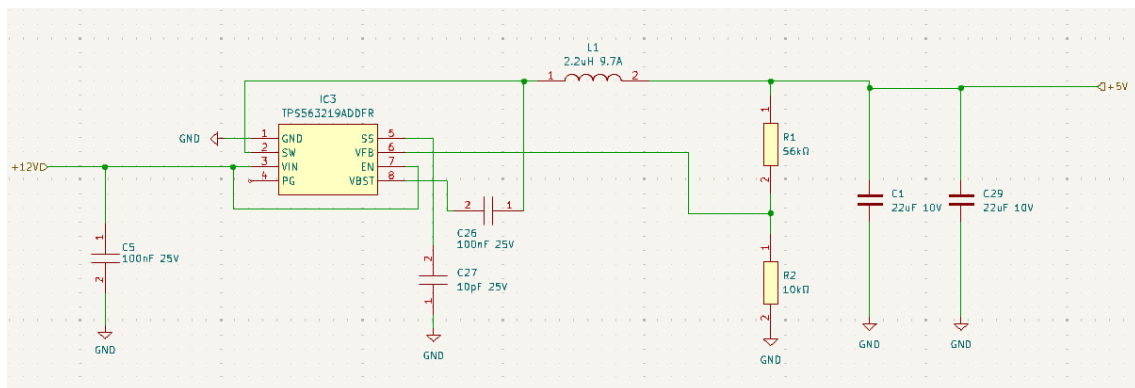 L1
2.2uH 9.7A
1 2
IC3
TPS563219ADDFR
GND 1 GND SS 5
2 SW VFB 6
+12V 3 VIN EN 7
4 PG VBST 8
+5V
1
R1
56kΩ
2
2 1
C26
100nF 25V
C1
22uF 10V
C29
22uF 10V
1
C5
100nF 25V
2
2
C27
10pF 25V
1
1
R2
10kΩ
2
GND
GND
GND
GND
GND